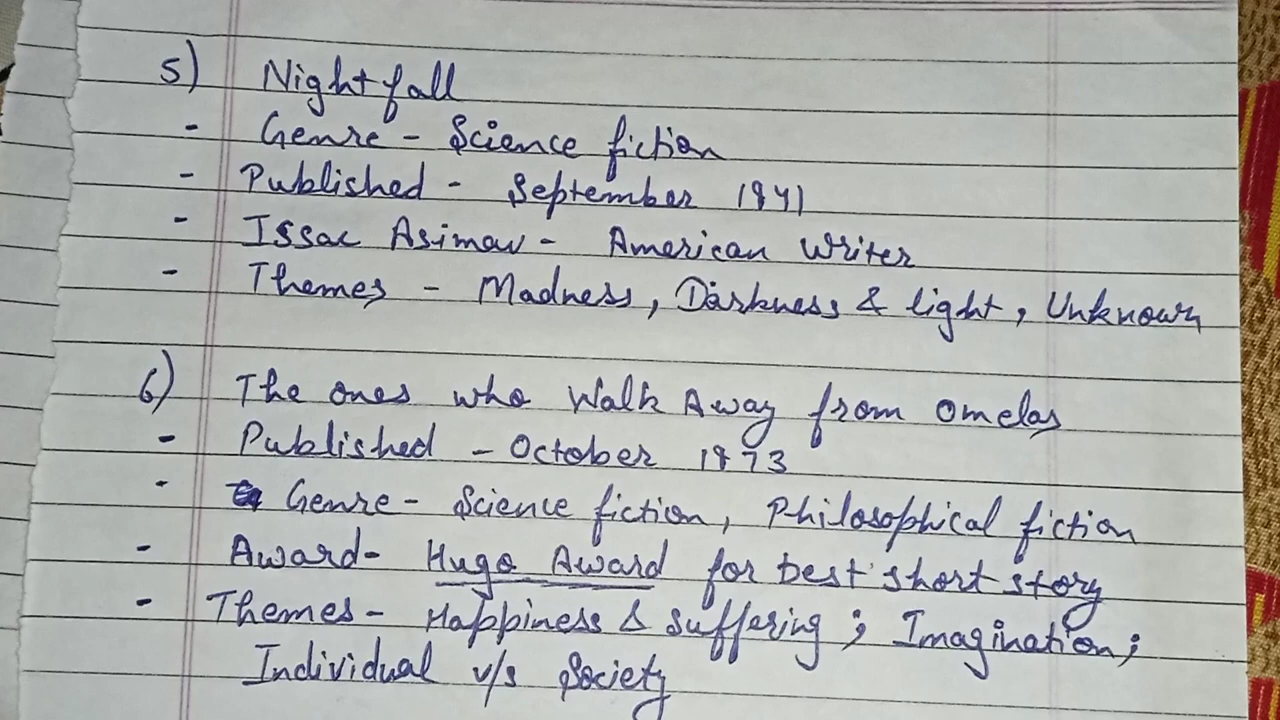 5) Nightfall
- Genre - Science fiction
- Published - September 1941
- Issac Asimov - American Writer
- Themes - Madness, Darkness & light, Unknown
6) The ones who Walk Away from Omelas
- Published - October 1973
- Genre - Science fiction, Philosophical fiction
- Award - Hugo Award for best short story
- Themes - Happiness & suffering ; Imagination ;
Individual v/s Society